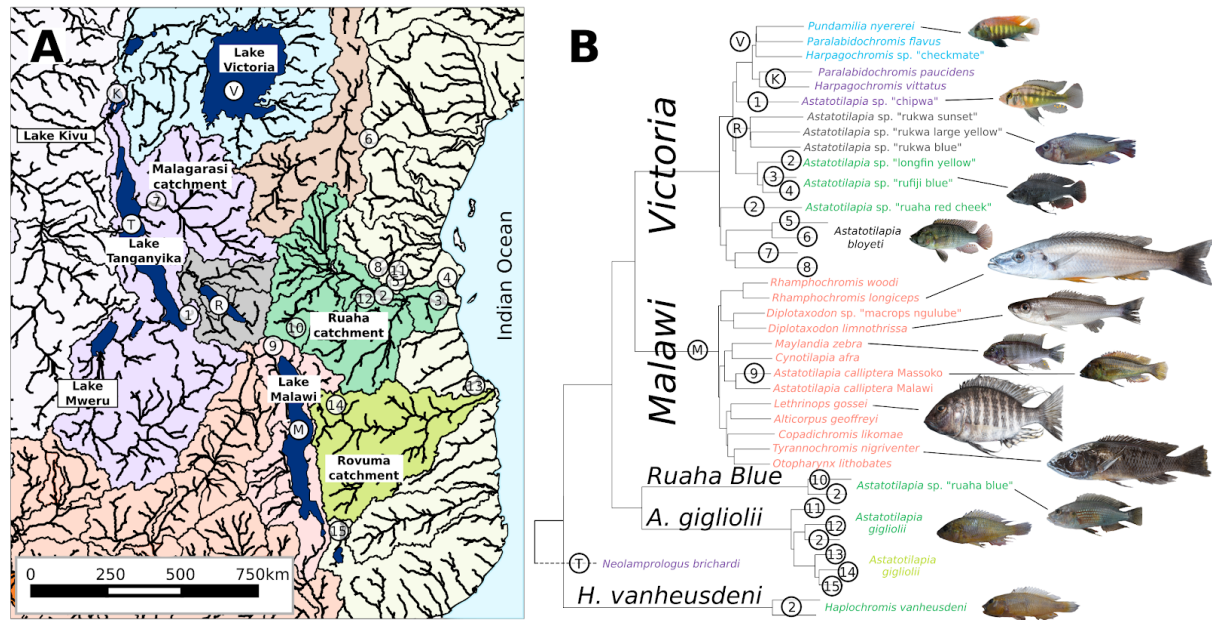 A
Lake
Victoria
V
K
Lake Kivu
6
Malagarasi
catchment
7
T
Lake
Tanganyika
8
11
5
4
12
2
3
R
1
Ruaha
catchment
10
9
Indian Ocean
Lake
Mweru
Lake
Malawi
13
14
M
Rovuma
catchment
15
0 250 500 750km
B
Victoria
Malawi
Ruaha Blue
A. gigliolii
H. vanheusdeni
Pundamilia nyererei
V
Paralabidochromis flavus
Harpagochromis sp. "checkmate"
K
Paralabidochromis paucidens
Harpagochromis vittatus
1
Astatotilapia sp. "chipwa"
Astatotilapia sp. "rukwa sunset"
R
Astatotilapia sp. "rukwa large yellow"
Astatotilapia sp. "rukwa blue"
2
Astatotilapia sp. "longfin yellow"
3
4
Astatotilapia sp. "rufiji blue"
2
Astatotilapia sp. "ruaha red cheek"
5
6
Astatotilapia
bloyeti
7
8
Rhamphochromis woodi
Rhamphochromis longiceps
Diplotaxodon sp. "macrops ngulube"
Diplotaxodon limnothrissa
M
Maylandia zebra
Cynotilapia afra
9
Astatotilapia calliptera Massoko
Astatotilapia calliptera Malawi
Lethrinops gossei
Alticorpus geoffreyi
Copadichromis likomae
Tyrannochromis nigriventer
Otopharynx lithobates
10
2
Astatotilapia sp. "ruaha blue"
11
12
2
Astatotilapia
gigliolii
13
14
15
Astatotilapia
gigliolii
T
Neolamprologus brichardi
2
Haplochromis vanheusdeni